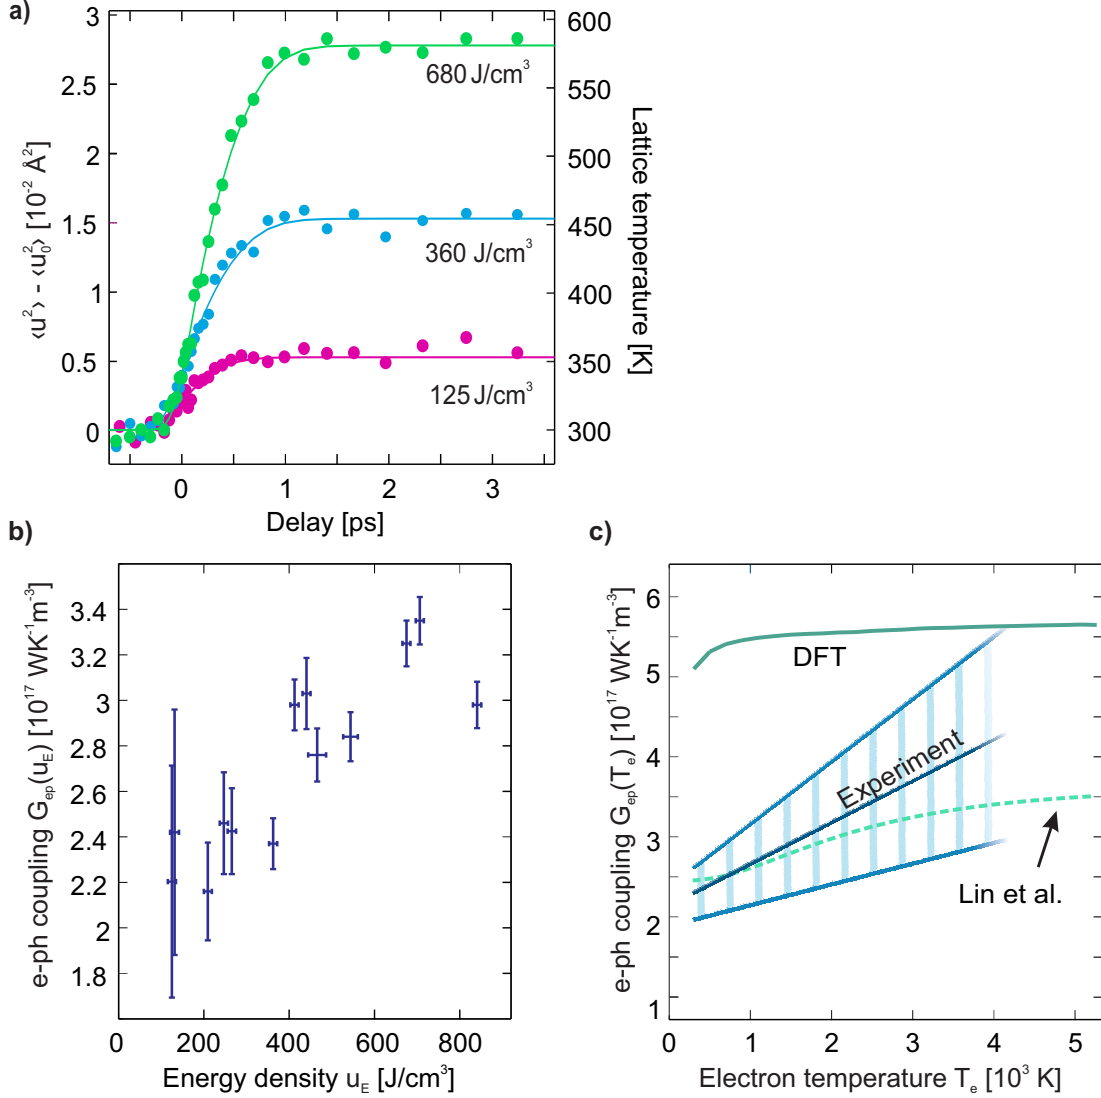 a)
3
2.5
2
1.5
1
0.5
0
⟨u²⟩ - ⟨u₀²⟩ [10⁻² Å²]
600
550
500
450
400
350
300
Lattice temperature [K]
680 J/cm³
360 J/cm³
125 J/cm³
0 1 2 3
Delay [ps]
b)
3.4
3.2
3
2.8
2.6
2.4
2.2
2
1.8
e-ph coupling G_ep(u_E) [10¹⁷ WK⁻¹m⁻³]
0 200 400 600 800
Energy density u_E [J/cm³]
c)
6
5
4
3
2
1
e-ph coupling G_ep(T_e) [10¹⁷ WK⁻¹m⁻³]
DFT
Experiment
Lin et al.
0 1 2 3 4 5
Electron temperature T_e [10³ K]